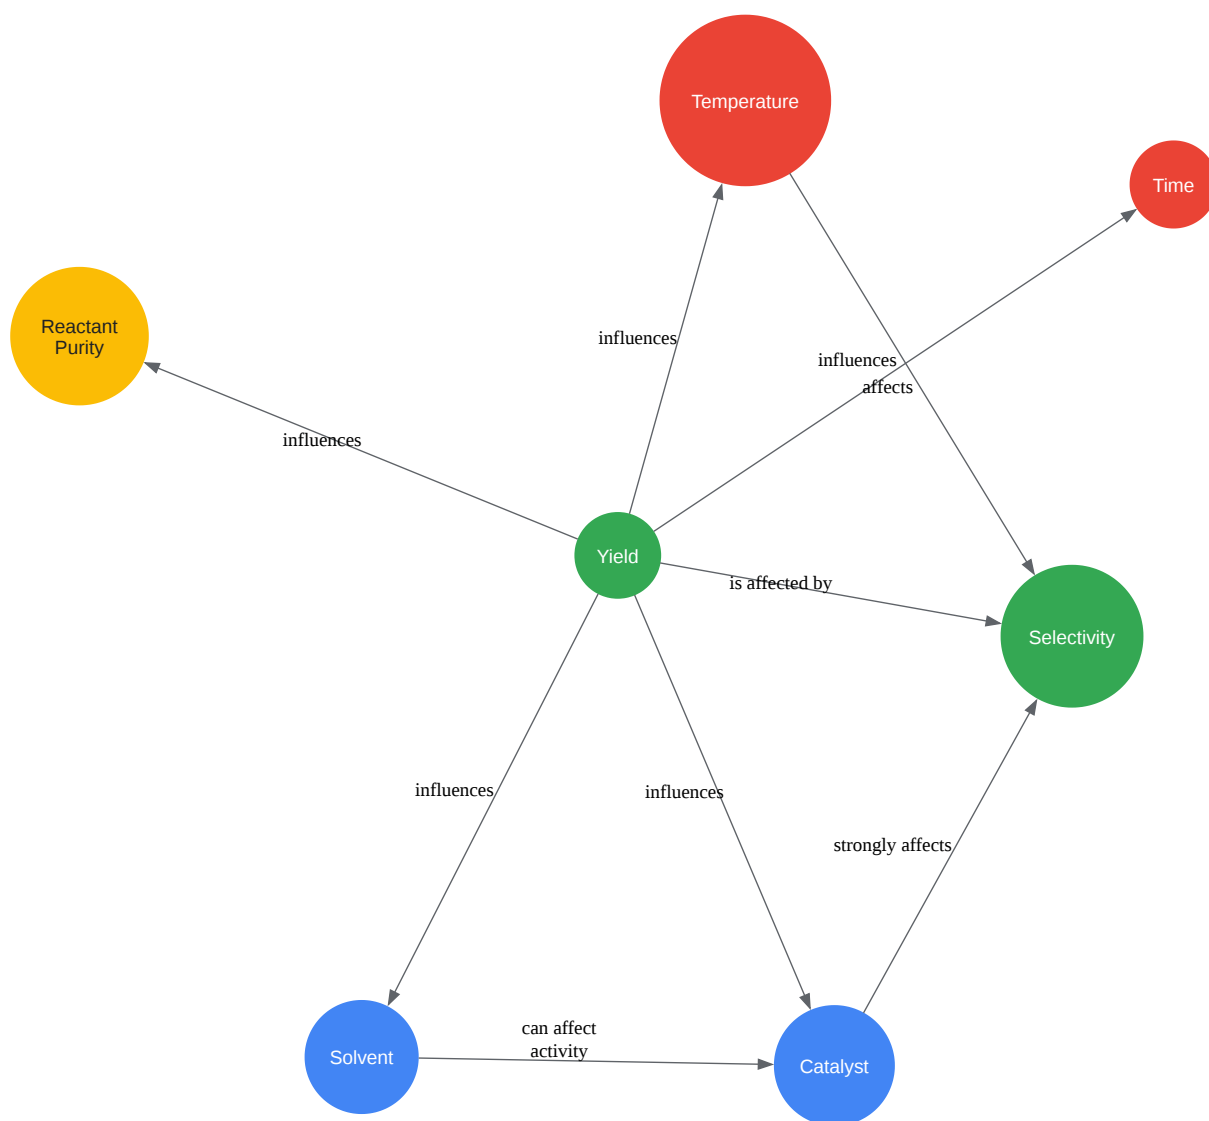 Temperature
Time
Reactant
Purity
influences
influences
affects
influences
Yield
is affected by
Selectivity
influences
influences
strongly affects
can affect
activity
Solvent
Catalyst